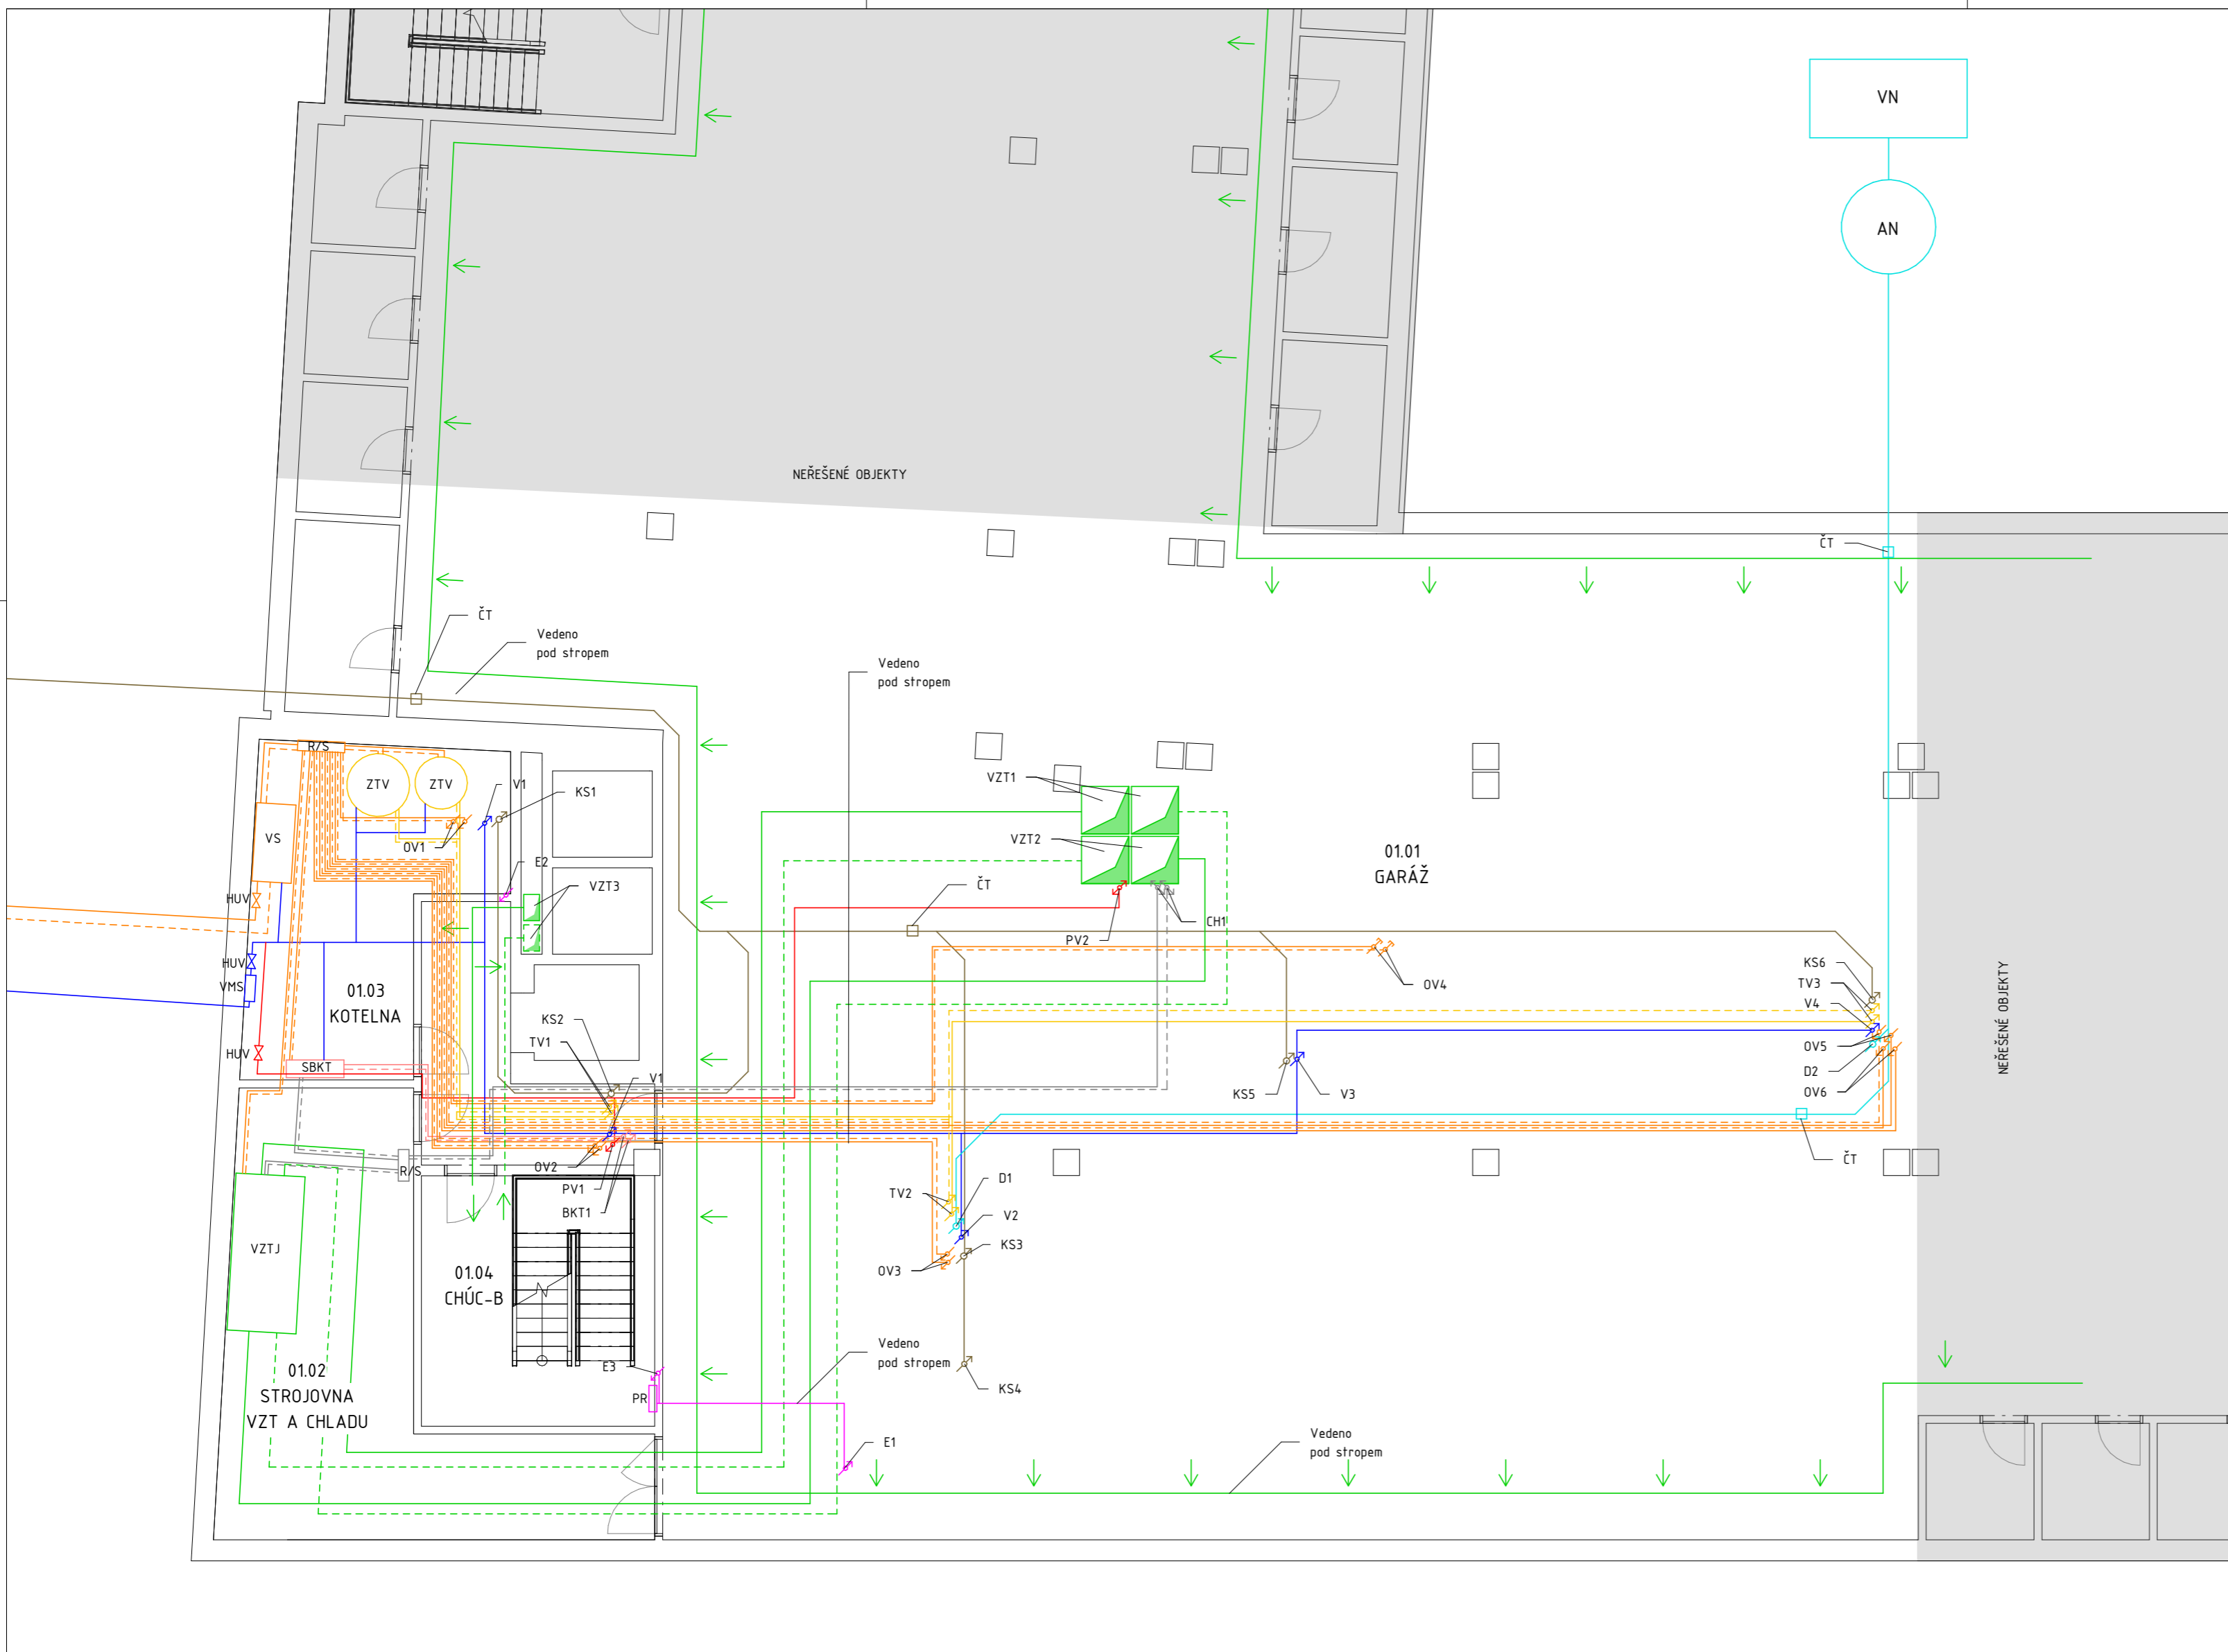 VN
AN
NEŘEŠENÉ OBJEKTY
ČT
ČT
Vedeno
pod stropem
Vedeno
pod stropem
R/S
ZTV
ZTV
V1
KS1
VS
OV1
E2
VZT1
VZT2
01.01
GARÁŽ
VZT3
ČT
HUV
CH1
PV2
HUV
VMS
01.03
KOTELNA
KS6
TV3
V4
OV4
NEŘEŠENÉ OBJEKTY
KS2
TV1
HUV
SBKT
V1
OV5
D2
OV6
KS5
V3
R/S
OV2
PV1
BKT1
ČT
D1
TV2
V2
KS3
VZTJ
OV3
01.04
CHÚC-B
Vedeno
pod stropem
E3
PR
KS4
01.02
STROJOVNA
VZT A CHLADU
E1
Vedeno
pod stropem